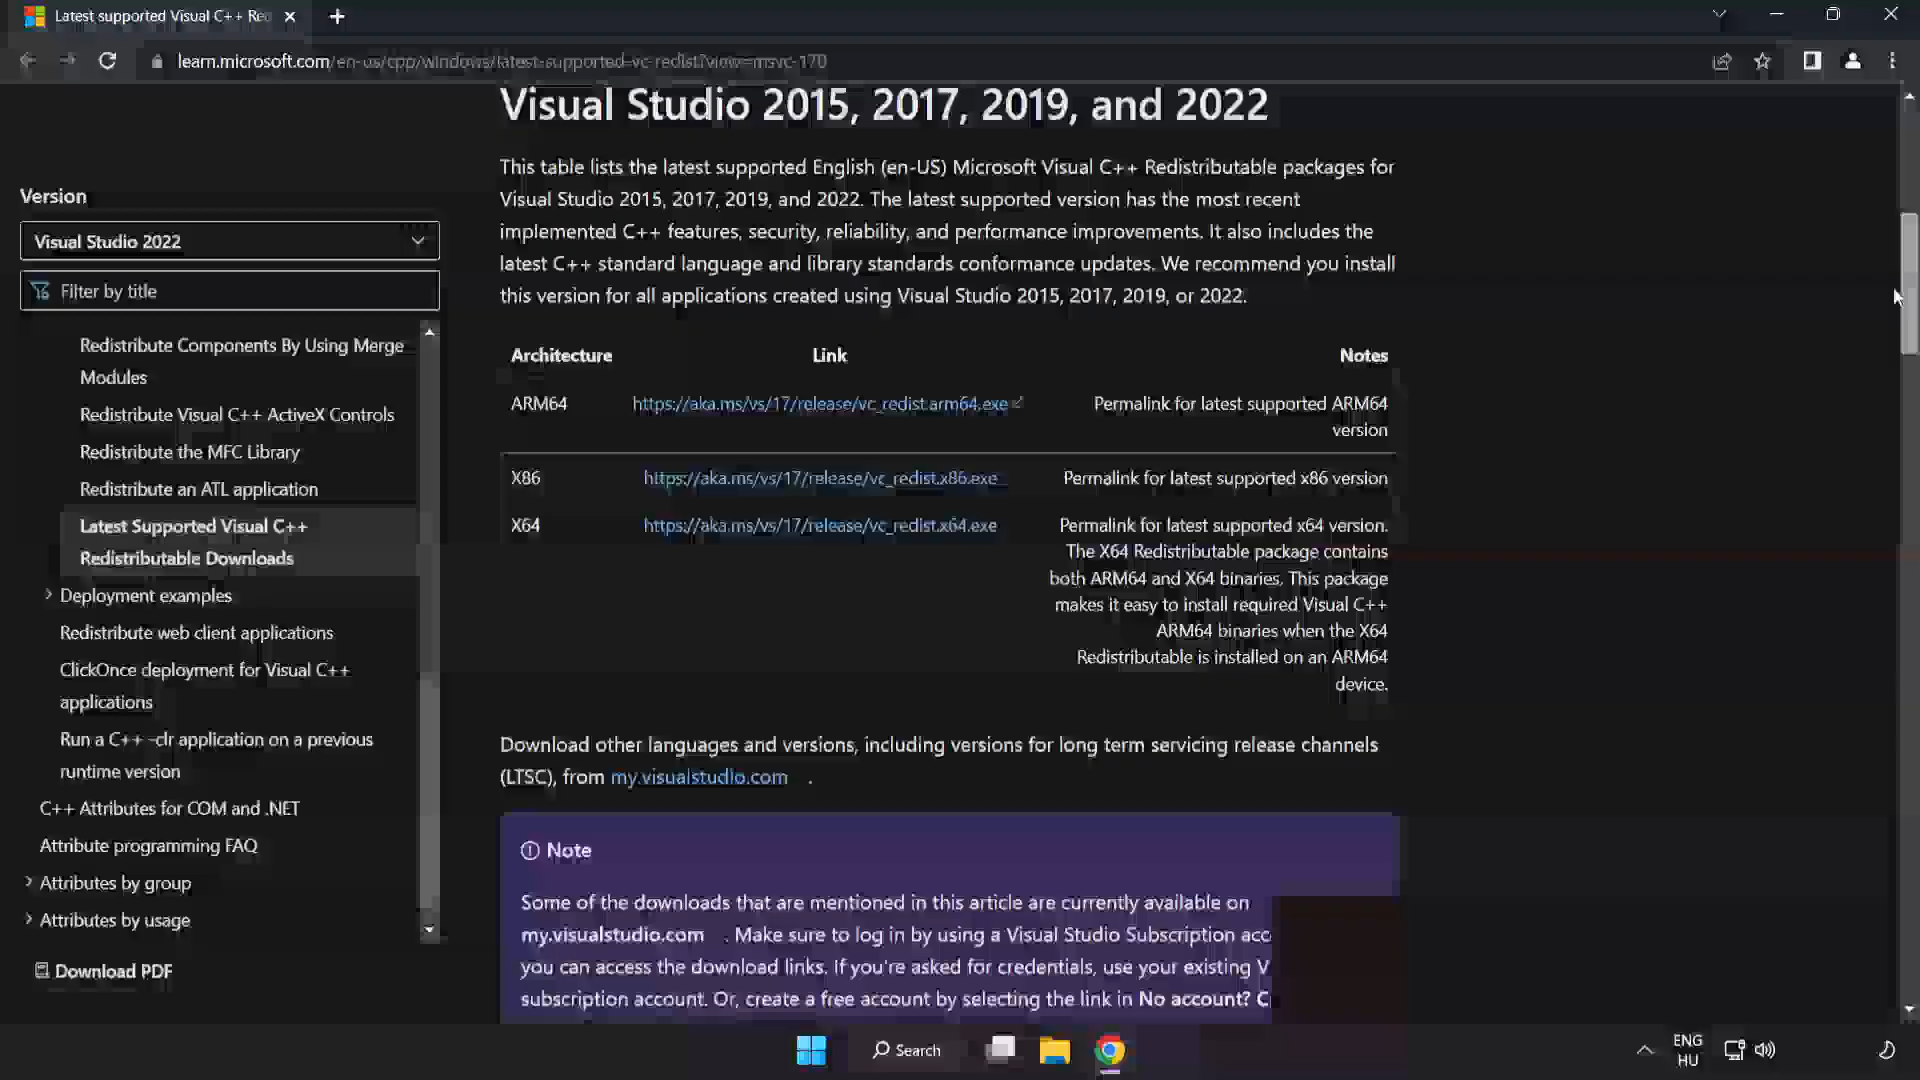 Latest supported Visual C++ Re
learn.microsoft.com/en-us/cpp/windows/latest-supported-vc-redist?view=msvc-170
Version
Visual Studio 2022
Filter by title
Redistribute Components By Using Merge
Modules
Redistribute Visual C++ ActiveX Controls
Redistribute the MFC Library
Redistribute an ATL application
Latest Supported Visual C++
Redistributable Downloads
Deployment examples
Redistribute web client applications
ClickOnce deployment for Visual C++
applications
Run a C++ -clr application on a previous
runtime version
C++ Attributes for COM and .NET
Attribute programming FAQ
Attributes by group
Attributes by usage
Download PDF
Visual Studio 2015, 2017, 2019, and 2022
This table lists the latest supported English (en-US) Microsoft Visual C++ Redistributable packages for
Visual Studio 2015, 2017, 2019, and 2022. The latest supported version has the most recent
implemented C++ features, security, reliability, and performance improvements. It also includes the
latest C++ standard language and library standards conformance updates. We recommend you install
this version for all applications created using Visual Studio 2015, 2017, 2019, or 2022.
Architecture Link Notes
ARM64 https://aka.ms/vs/17/release/vc_redist.arm64.exe Permalink for latest supported ARM64
version
X86 https://aka.ms/vs/17/release/vc_redist.x86.exe Permalink for latest supported x86 version
X64 https://aka.ms/vs/17/release/vc_redist.x64.exe Permalink for latest supported x64 version.
The X64 Redistributable package contains
both ARM64 and X64 binaries. This package
makes it easy to install required Visual C++
ARM64 binaries when the X64
Redistributable is installed on an ARM64
device.
Download other languages and versions, including versions for long term servicing release channels
(LTSC), from my.visualstudio.com .
Note
Some of the downloads that are mentioned in this article are currently available on
my.visualstudio.com . Make sure to log in by using a Visual Studio Subscription acc
you can access the download links. If you're asked for credentials, use your existing V
subscription account. Or, create a free account by selecting the link in No account? C
Search
ENG
HU